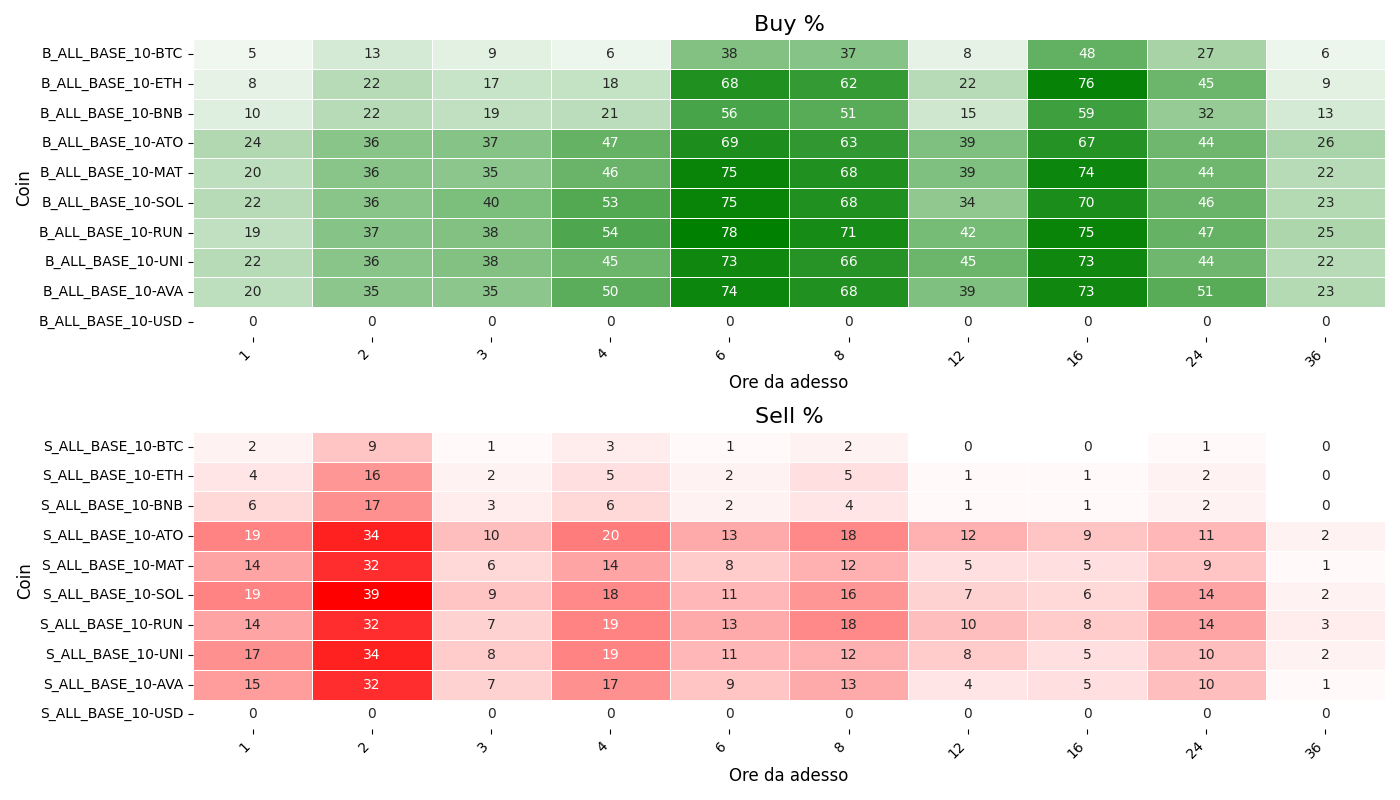 Buy %
Coin
B_ALL_BASE_10-BTC 5 13 9 6 38 37 8 48 27 6
B_ALL_BASE_10-ETH 8 22 17 18 68 62 22 76 45 9
B_ALL_BASE_10-BNB 10 22 19 21 56 51 15 59 32 13
B_ALL_BASE_10-ATO 24 36 37 47 69 63 39 67 44 26
B_ALL_BASE_10-MAT 20 36 35 46 75 68 39 74 44 22
B_ALL_BASE_10-SOL 22 36 40 53 75 68 34 70 46 23
B_ALL_BASE_10-RUN 19 37 38 54 78 71 42 75 47 25
B_ALL_BASE_10-UNI 22 36 38 45 73 66 45 73 44 22
B_ALL_BASE_10-AVA 20 35 35 50 74 68 39 73 51 23
B_ALL_BASE_10-USD 0 0 0 0 0 0 0 0 0 0
1 2 3 4 6 8 12 16 24 36
Ore da adesso
Sell %
Coin
S_ALL_BASE_10-BTC 2 9 1 3 1 2 0 0 1 0
S_ALL_BASE_10-ETH 4 16 2 5 2 5 1 1 2 0
S_ALL_BASE_10-BNB 6 17 3 6 2 4 1 1 2 0
S_ALL_BASE_10-ATO 19 34 10 20 13 18 12 9 11 2
S_ALL_BASE_10-MAT 14 32 6 14 8 12 5 5 9 1
S_ALL_BASE_10-SOL 19 39 9 18 11 16 7 6 14 2
S_ALL_BASE_10-RUN 14 32 7 19 13 18 10 8 14 3
S_ALL_BASE_10-UNI 17 34 8 19 11 12 8 5 10 2
S_ALL_BASE_10-AVA 15 32 7 17 9 13 4 5 10 1
S_ALL_BASE_10-USD 0 0 0 0 0 0 0 0 0 0
1 2 3 4 6 8 12 16 24 36
Ore da adesso